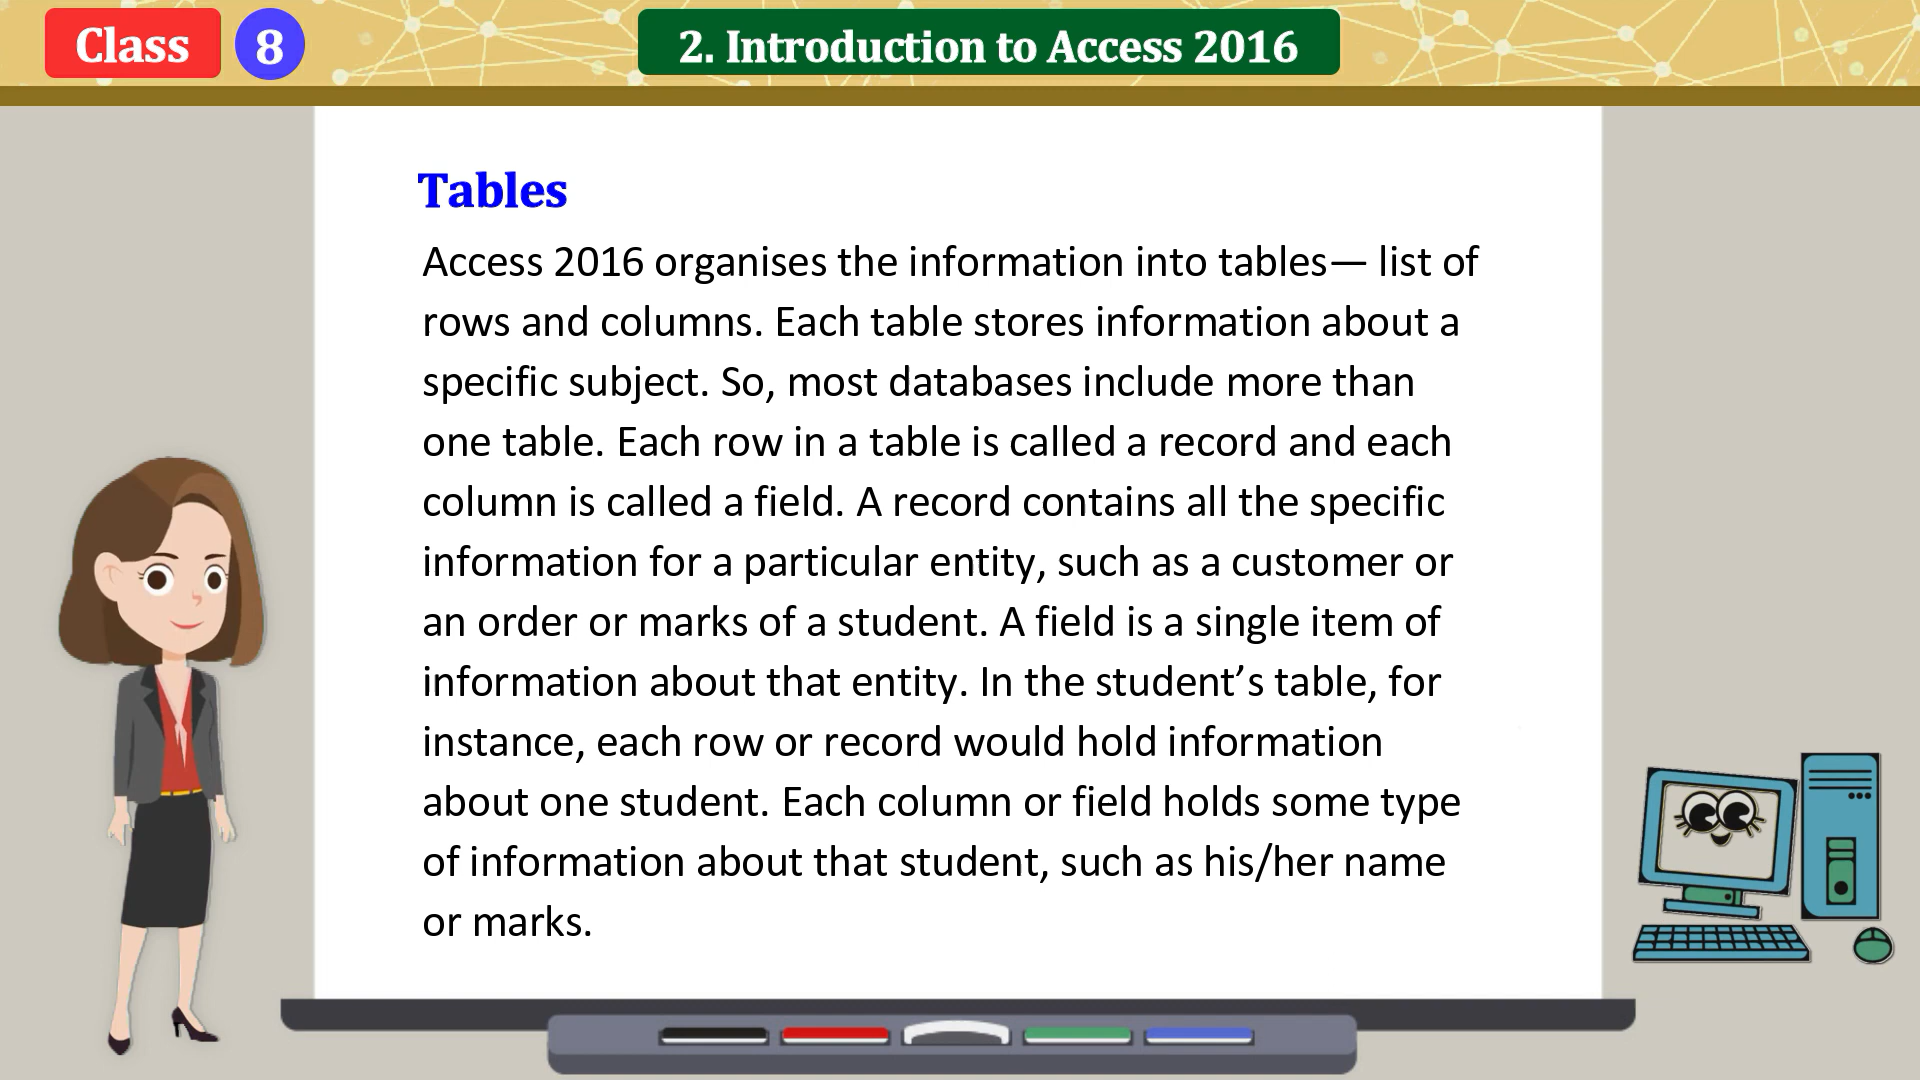 Class 8
2. Introduction to Access 2016
Tables
Access 2016 organises the information into tables— list of
rows and columns. Each table stores information about a
specific subject. So, most databases include more than
one table. Each row in a table is called a record and each
column is called a field. A record contains all the specific
information for a particular entity, such as a customer or
an order or marks of a student. A field is a single item of
information about that entity. In the student’s table, for
instance, each row or record would hold information
about one student. Each column or field holds some type
of information about that student, such as his/her name
or marks.